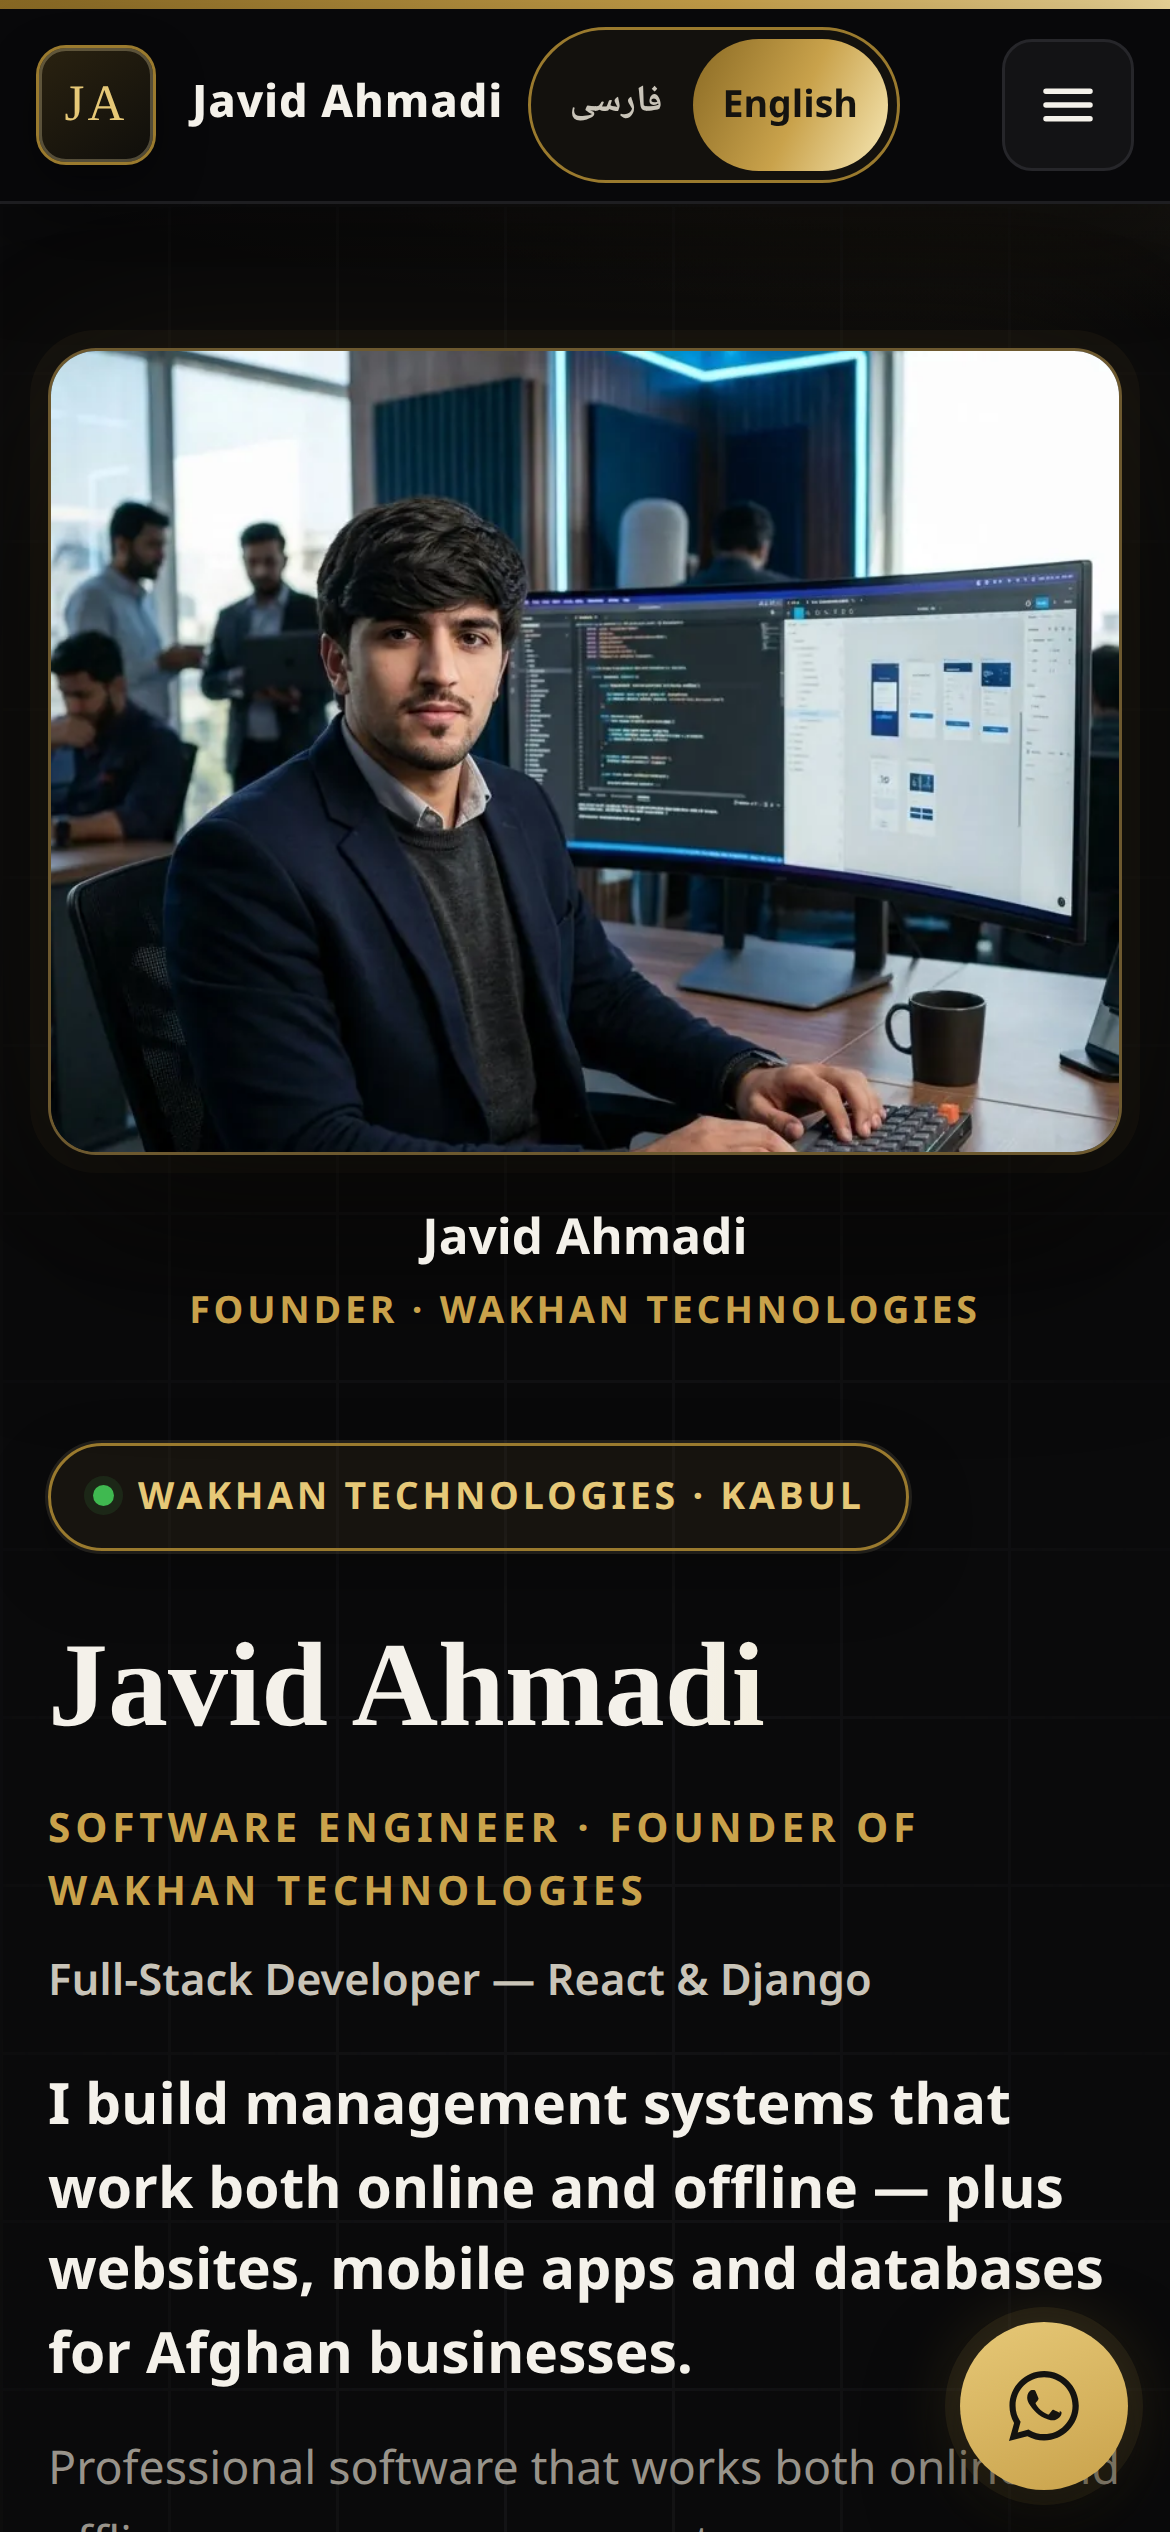 JA
Javid Ahmadi
فارسی
English
Javid Ahmadi
FOUNDER · WAKHAN TECHNOLOGIES
WAKHAN TECHNOLOGIES · KABUL
Javid Ahmadi
SOFTWARE ENGINEER · FOUNDER OF
WAKHAN TECHNOLOGIES
Full-Stack Developer — React & Django
I build management systems that
work both online and offline — plus
websites, mobile apps and databases
for Afghan businesses.
Professional software that works both